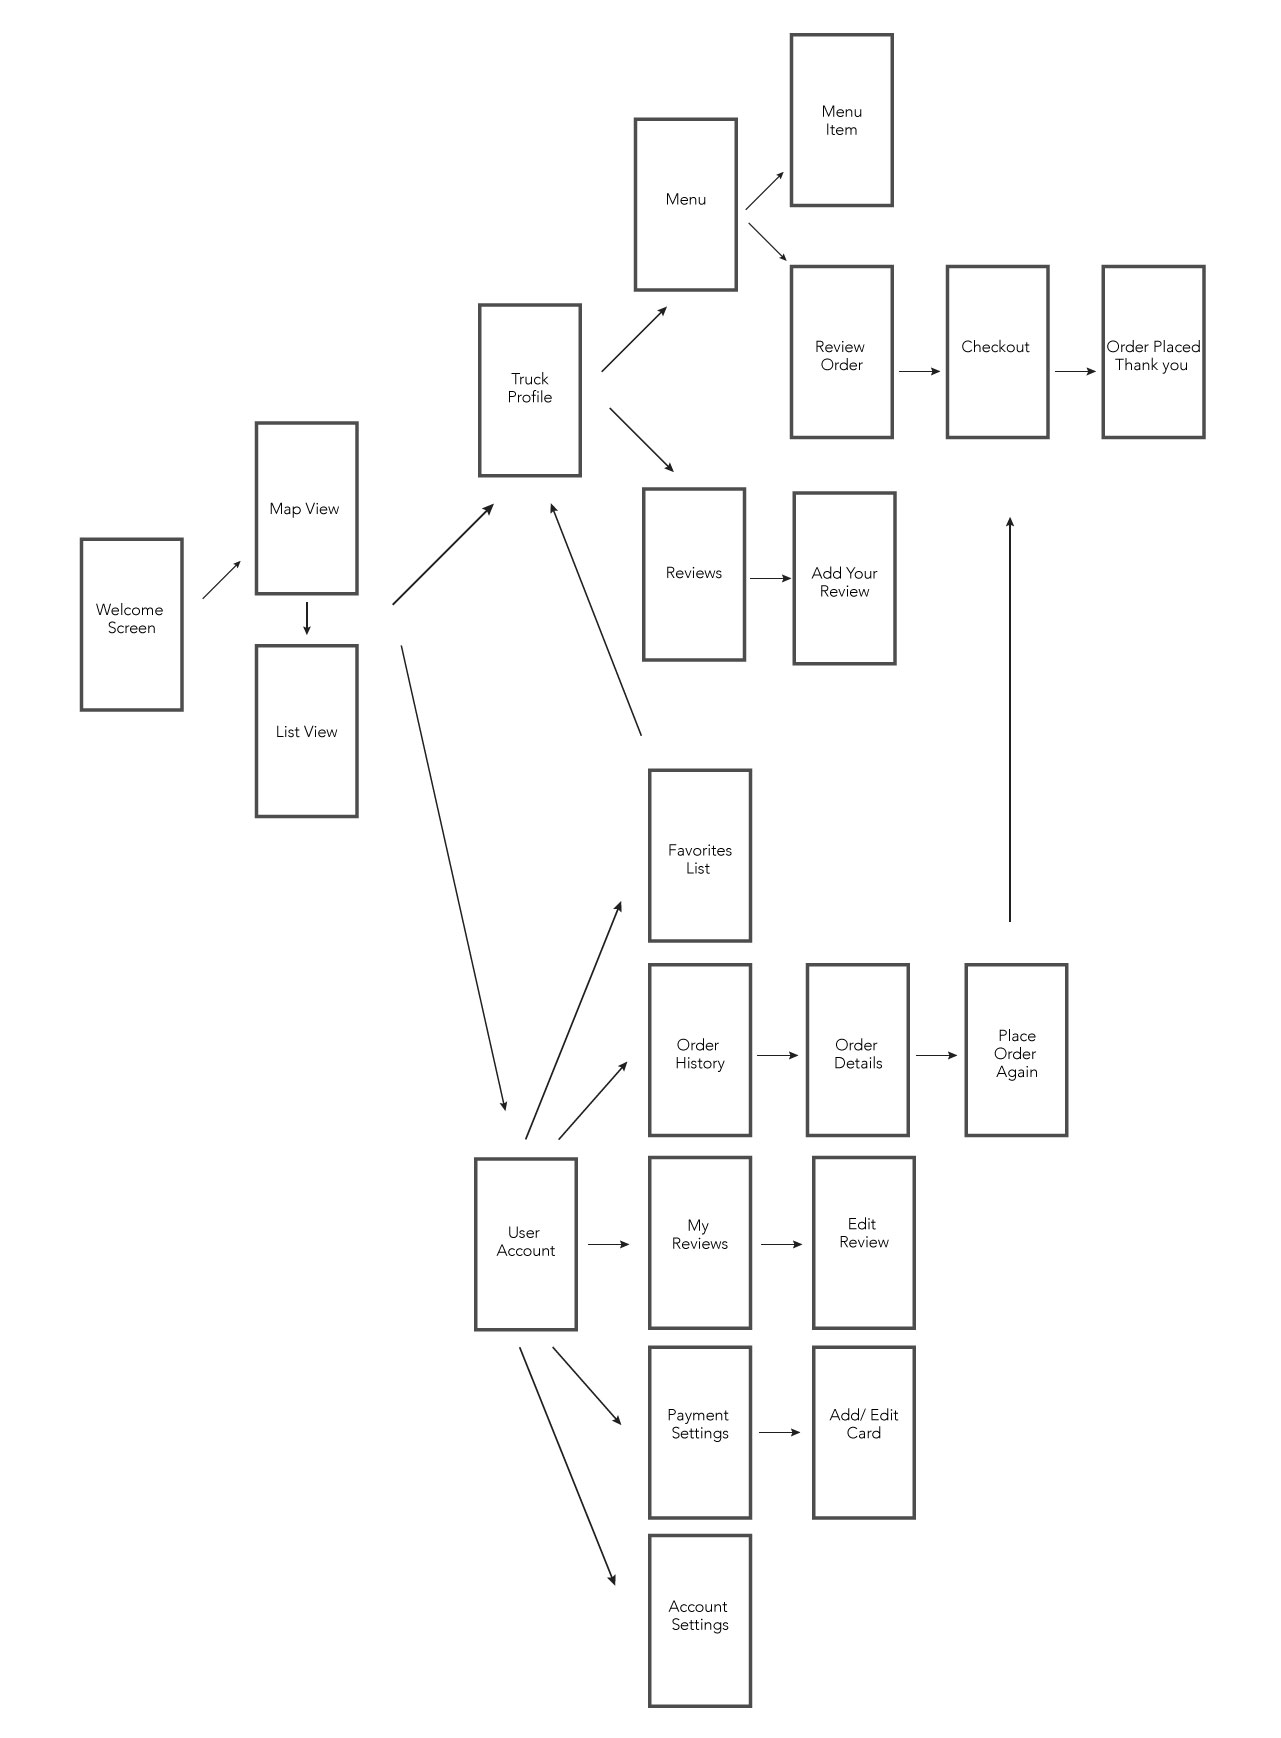 Menu
Item
Menu
Review
Order
Checkout
Order Placed
Thank you
Truck
Profile
Map View
Reviews
Add Your
Review
Welcome
Screen
List View
Favorites
List
Order
History
Order
Details
Place
Order
Again
User
Account
My
Reviews
Edit
Review
Payment
Settings
Add/ Edit
Card
Account
Settings